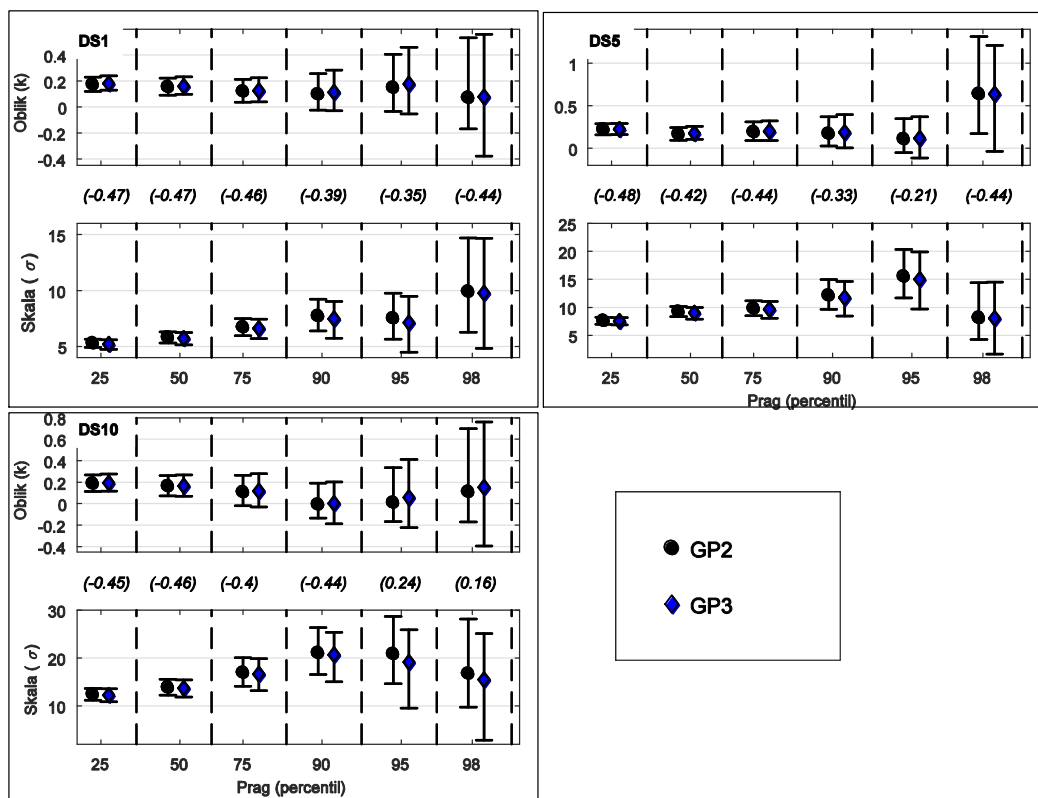 DS1
Oblik (k)
0.4
0.2
0
-0.2
-0.4
(-0.47) (-0.47) (-0.46) (-0.39) (-0.35) (-0.44)
Skala ( σ)
15
10
5
25 50 75 90 95 98
DS5
1
0.5
0
(-0.48) (-0.42) (-0.44) (-0.33) (-0.21) (-0.44)
25
20
15
10
5
25 50 75 90 95 98
Prag (percentil)
DS10
Oblik (k)
0.8
0.6
0.4
0.2
0
-0.2
-0.4
(-0.45) (-0.46) (-0.4) (-0.44) (0.24) (0.16)
Skala ( σ)
30
20
10
25 50 75 90 95 98
Prag (percentil)
GP2
GP3